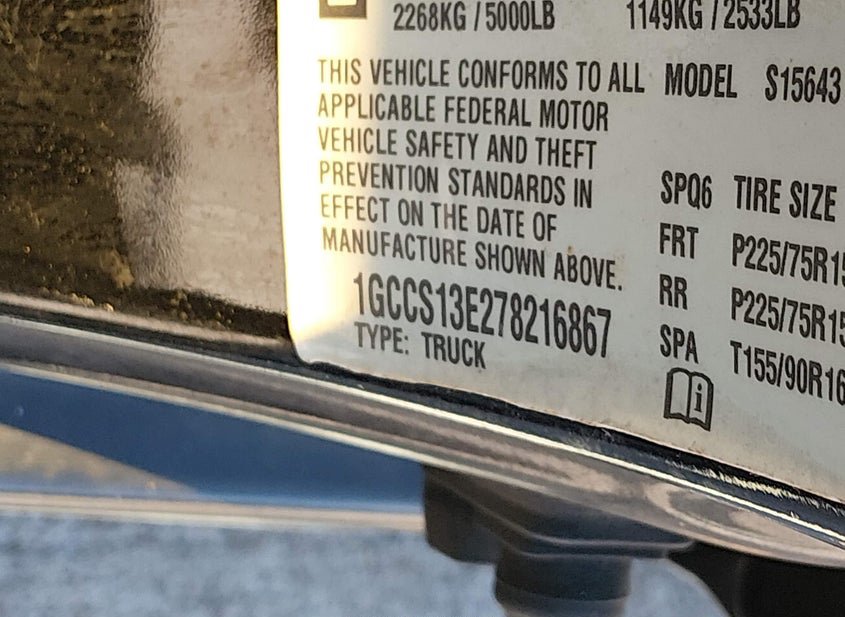 2268KG / 5000LB 1149KG / 2533LB
THIS VEHICLE CONFORMS TO ALL
APPLICABLE FEDERAL MOTOR
VEHICLE SAFETY AND THEFT
PREVENTION STANDARDS IN
EFFECT ON THE DATE OF
MANUFACTURE SHOWN ABOVE.
1GCCS13E278216867
TYPE: TRUCK
MODEL S15643
SPQ6 TIRE SIZE
FRT P225/75R15
RR P225/75R15
SPA T155/90R16
i